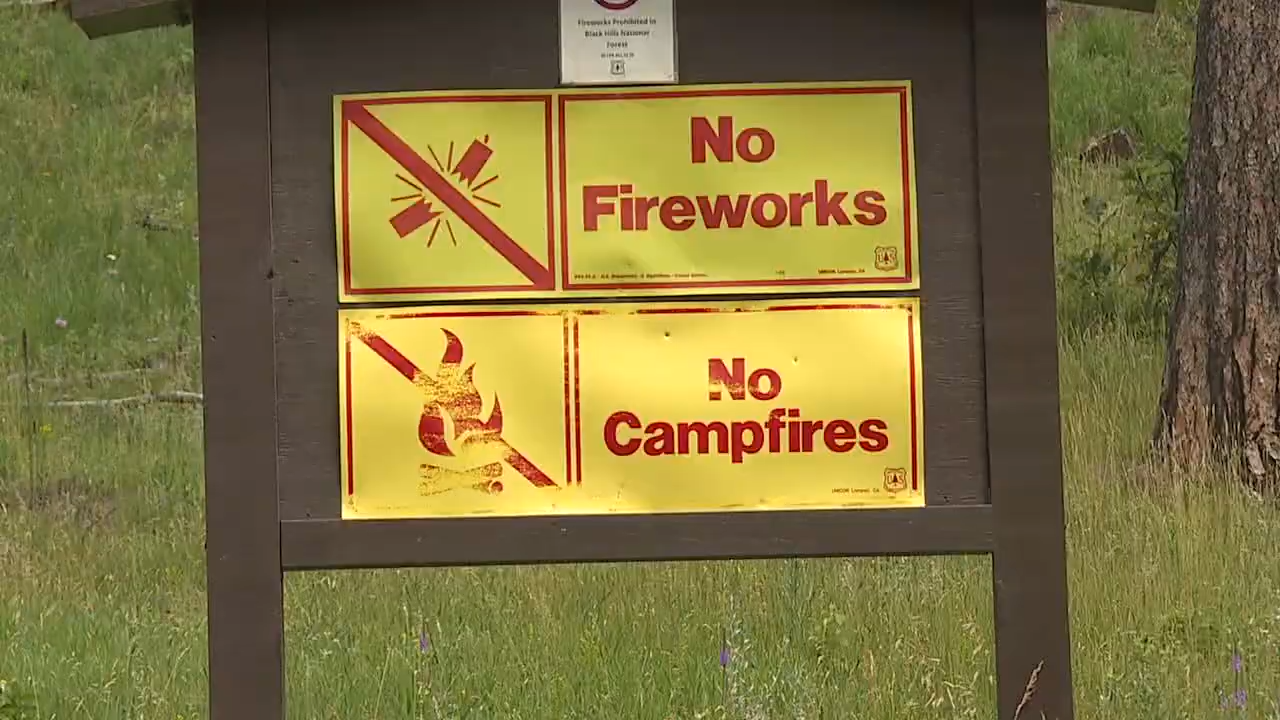 Fireworks Prohibited in
Black Hills National
Forest
No
Fireworks
No
Campfires